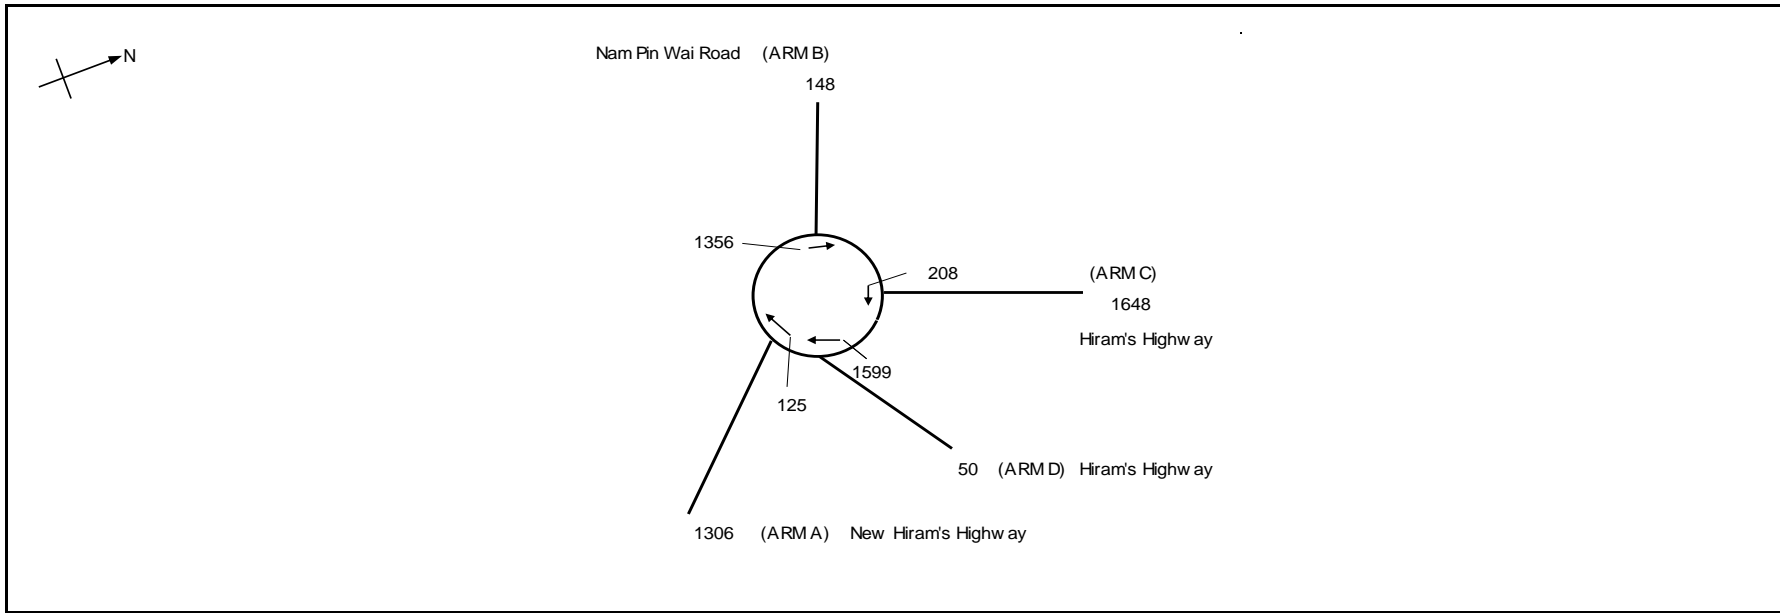 N
Nam Pin Wai Road (ARM B)
148
1356
208
(ARM C)
1648
Hiram's Highway
1599
125
50 (ARM D) Hiram's Highway
1306 (ARM A) New Hiram's Highway